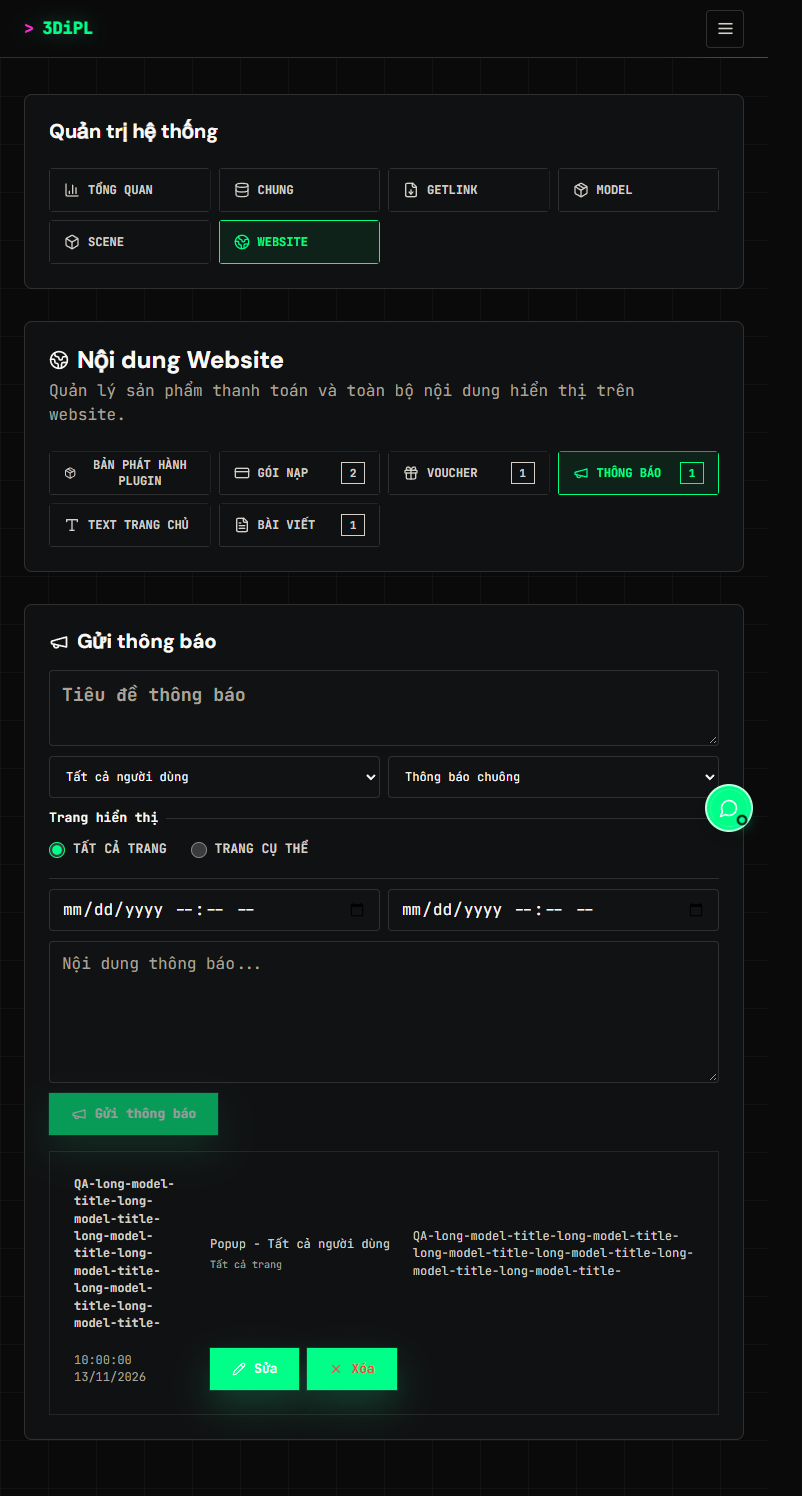 > 3DiPL
Quản trị hệ thống
TỔNG QUAN
CHUNG
GETLINK
MODEL
SCENE
WEBSITE
Nội dung Website
Quản lý sản phẩm thanh toán và toàn bộ nội dung hiển thị trên
website.
BẢN PHÁT HÀNH
PLUGIN
GÓI NẠP 2
VOUCHER 1
THÔNG BÁO 1
TEXT TRANG CHỦ
BÀI VIẾT 1
Gửi thông báo
Tiêu đề thông báo
Tất cả người dùng
Thông báo chuông
Trang hiển thị
TẤT CẢ TRANG
TRANG CỤ THỂ
mm/dd/yyyy --:-- --
mm/dd/yyyy --:-- --
Nội dung thông báo...
Gửi thông báo
QA-long-model-
title-long-
model-title-
long-model-
title-long-
model-title-
long-model-
title-long-
model-title-
Popup - Tất cả người dùng
Tất cả trang
QA-long-model-title-long-model-title-
long-model-title-long-model-title-long-
model-title-long-model-title-
10:00:00
13/11/2026
Sửa
Xóa